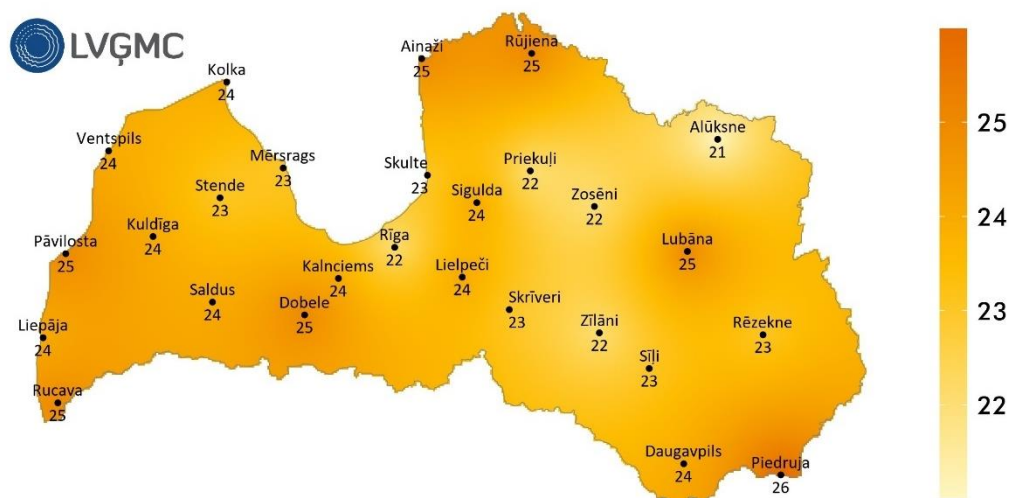 LVĢMC
Kolka
24
Ainaži
25
Rūjiena
25
Ventspils
24
Mērsrags
23
Stende
23
Skulte
23
Priekuļi
22
Alūksne
21
Sigulda
24
Zosēni
22
Kuldīga
24
Pāvilosta
25
Rīga
22
Lubāna
25
Kalnciems
24
Lielpeči
24
Saldus
24
Dobele
25
Skrīveri
23
Zīlāni
22
Rēzekne
23
Liepāja
24
Sīļi
23
Rucava
25
Daugavpils
24
Piedruja
26
25
24
23
22